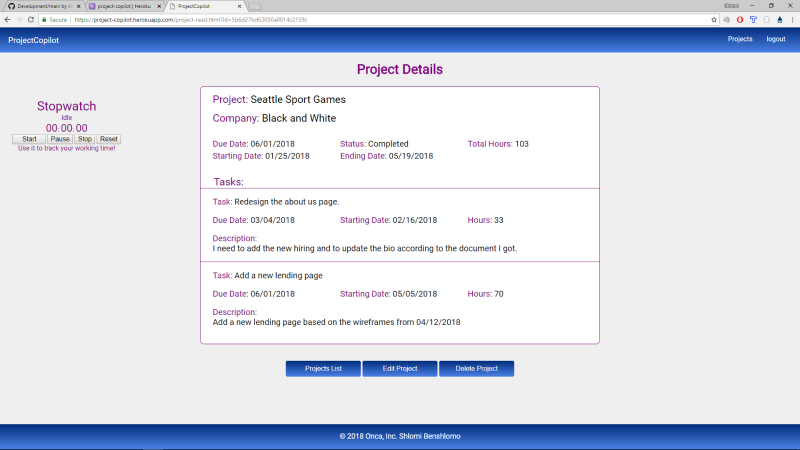 Development/main by sh
project-copilot | Heroku
ProjectCopilot
Secure | https://project-copilot.herokuapp.com/project-read.html?id=5b6d27bd63050a0014c2159c
ProjectCopilot
Projects
logout
Project Details
Stopwatch
Idle
00:00:00
Start Pause Stop Reset
Use it to track your working time!
Project: Seattle Sport Games
Company: Black and White
Due Date: 06/01/2018 Status: Completed Total Hours: 103
Starting Date: 01/25/2018 Ending Date: 05/19/2018
Tasks:
Task: Redesign the about us page.
Due Date: 03/04/2018 Starting Date: 02/16/2018 Hours: 33
Description:
I need to add the new hiring and to update the bio according to the document I got.
Task: Add a new lending page
Due Date: 06/01/2018 Starting Date: 05/05/2018 Hours: 70
Description:
Add a new lending page based on the wireframes from 04/12/2018
Projects List Edit Project Delete Project
© 2018 Onca, Inc. Shlomi Benshlomo